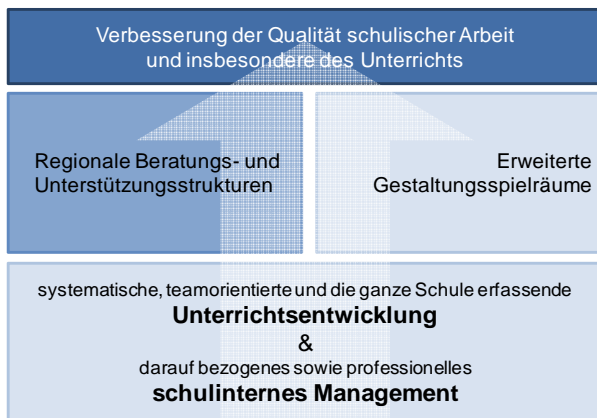 Verbesserung der Qualität schulischer Arbeit
und insbesondere des Unterrichts
Regionale Beratungs- und
Unterstützungsstrukturen
Erweiterte
Gestaltungsspielräume
systematische, teamorientierte und die ganze Schule erfassende
Unterrichtsentwicklung
&
darauf bezogenes sowie professionelles
schulinternes Management